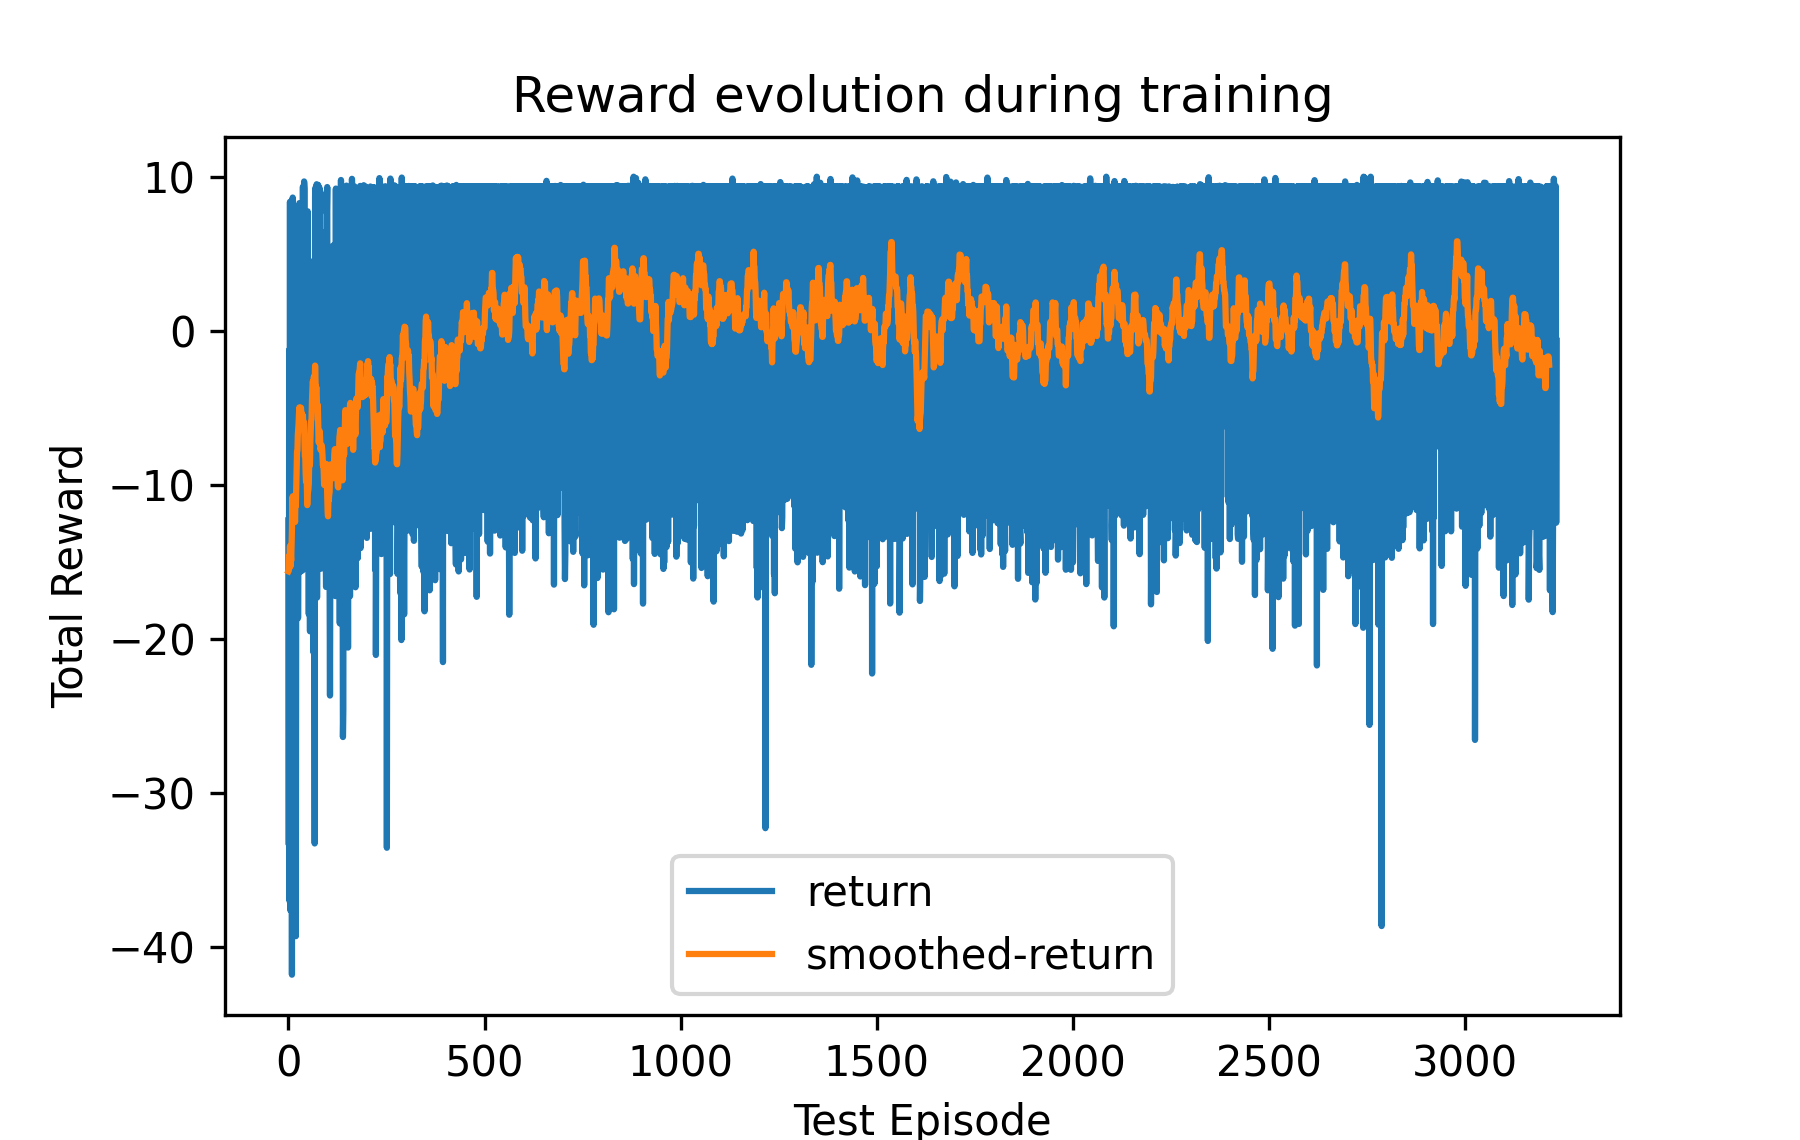 Reward evolution during training
10
0
−10
−20
−30
−40
Total Reward
return
smoothed-return
0 500 1000 1500 2000 2500 3000
Test Episode